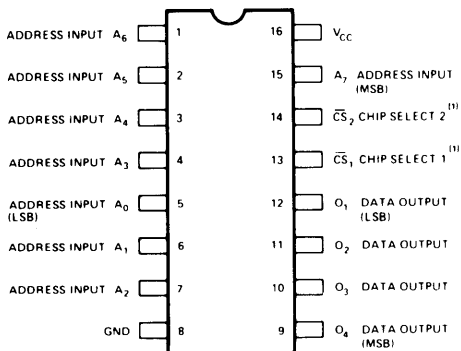 ADDRESS INPUT A6 1
ADDRESS INPUT A5 2
ADDRESS INPUT A4 3
ADDRESS INPUT A3 4
ADDRESS INPUT A0 5
(LSB)
ADDRESS INPUT A1 6
ADDRESS INPUT A2 7
GND 8
16 VCC
15 A7 ADDRESS INPUT
(MSB)
14 C̅S̅2 CHIP SELECT 2(1)
13 C̅S̅1 CHIP SELECT 1(1)
12 O1 DATA OUTPUT
(LSB)
11 O2 DATA OUTPUT
10 O3 DATA OUTPUT
9 O4 DATA OUTPUT
(MSB)